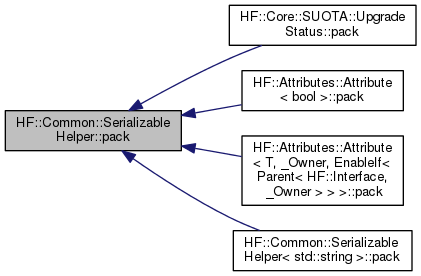 HF::Common::Serializable
Helper::pack
HF::Core::SUOTA::Upgrade
Status::pack
HF::Attributes::Attribute
< bool >::pack
HF::Attributes::Attribute
< T, _Owner, EnableIf<
Parent< HF::Interface,
_Owner > > >::pack
HF::Common::Serializable
Helper< std::string >::pack